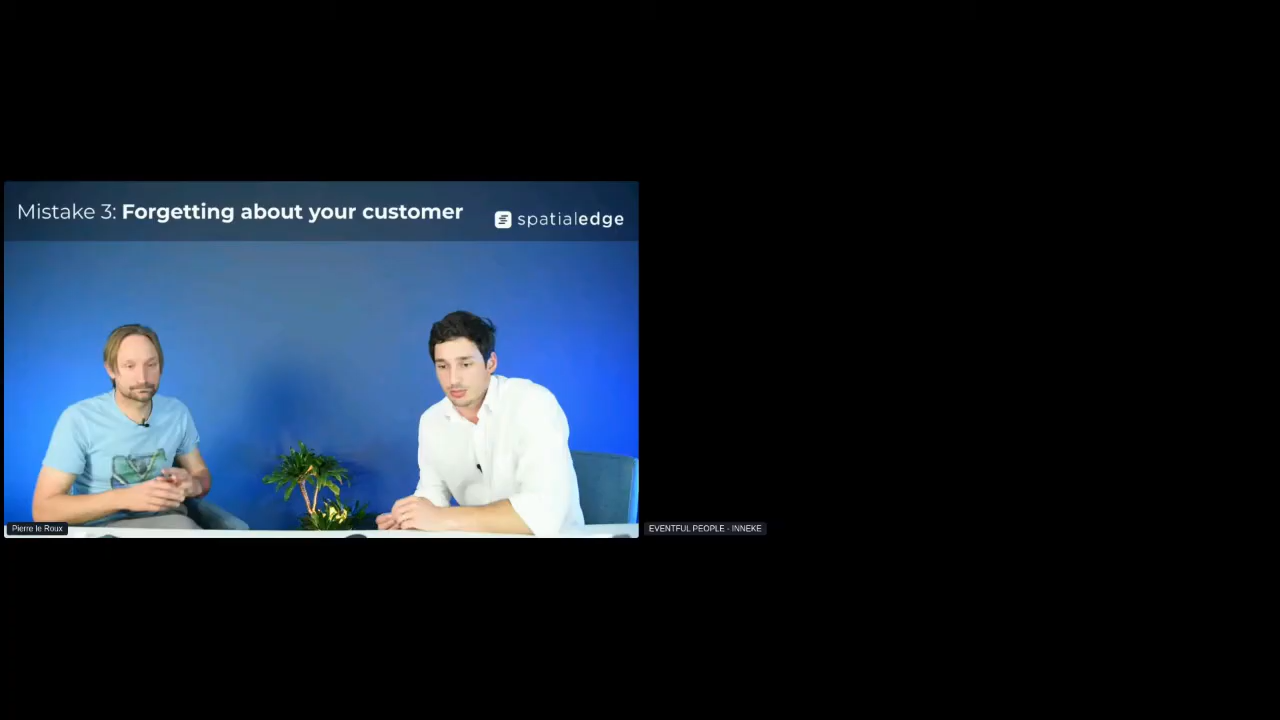 Mistake 3: Forgetting about your customer
spatialedge
Pierre le Roux
EVENTFUL PEOPLE - INNEKE